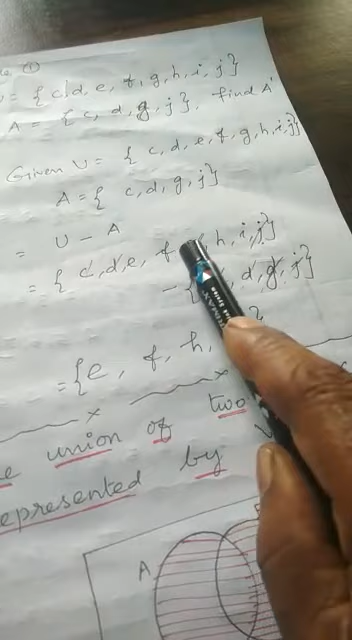 = { c, d, e, f, g, h, i, j }
A = { c, d, g, j }, find A'
Given U = { c, d, e, f, g, h, i, j }
A = { c, d, g, j }
= U - A
= { c, d, e, f h, i, j }
- { d, g, j }
= { e, f, h, }
union of two
represented by
A